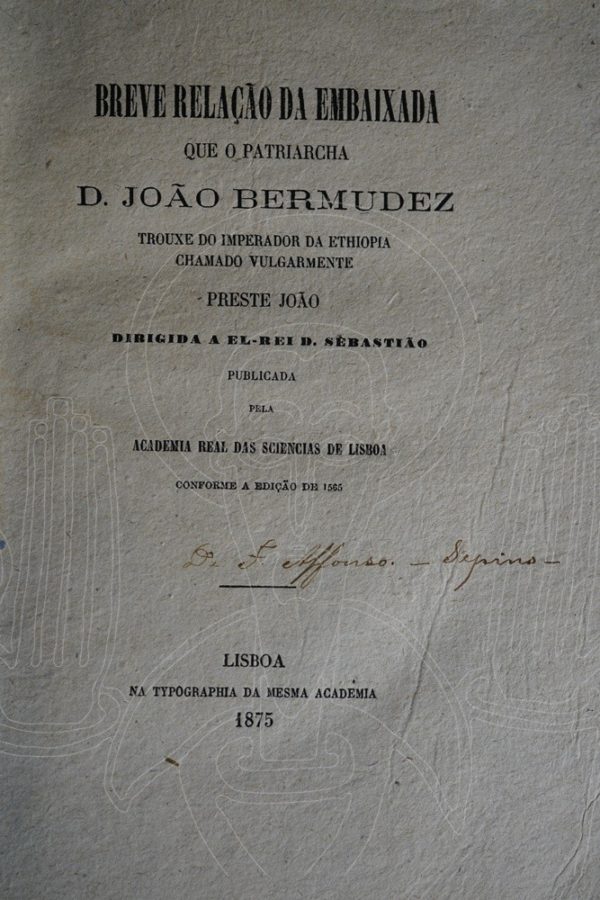 BREVE RELAÇÃO DA EMBAIXADA
QUE O PATRIARCHA
D. JOÃO BERMUDEZ
TROUXE DO IMPERADOR DA ETHIOPIA
CHAMADO VULGARMENTE
PRESTE JOÃO
DIRIGIDA A EL-REI D. SEBASTIÃO
PUBLICADA
PELA
ACADEMIA REAL DAS SCIENCIAS DE LISBOA
CONFORME A EDIÇÃO DE 1565
De F. Affonso.
LISBOA
NA TYPOGRAPHIA DA MESMA ACADEMIA
1875